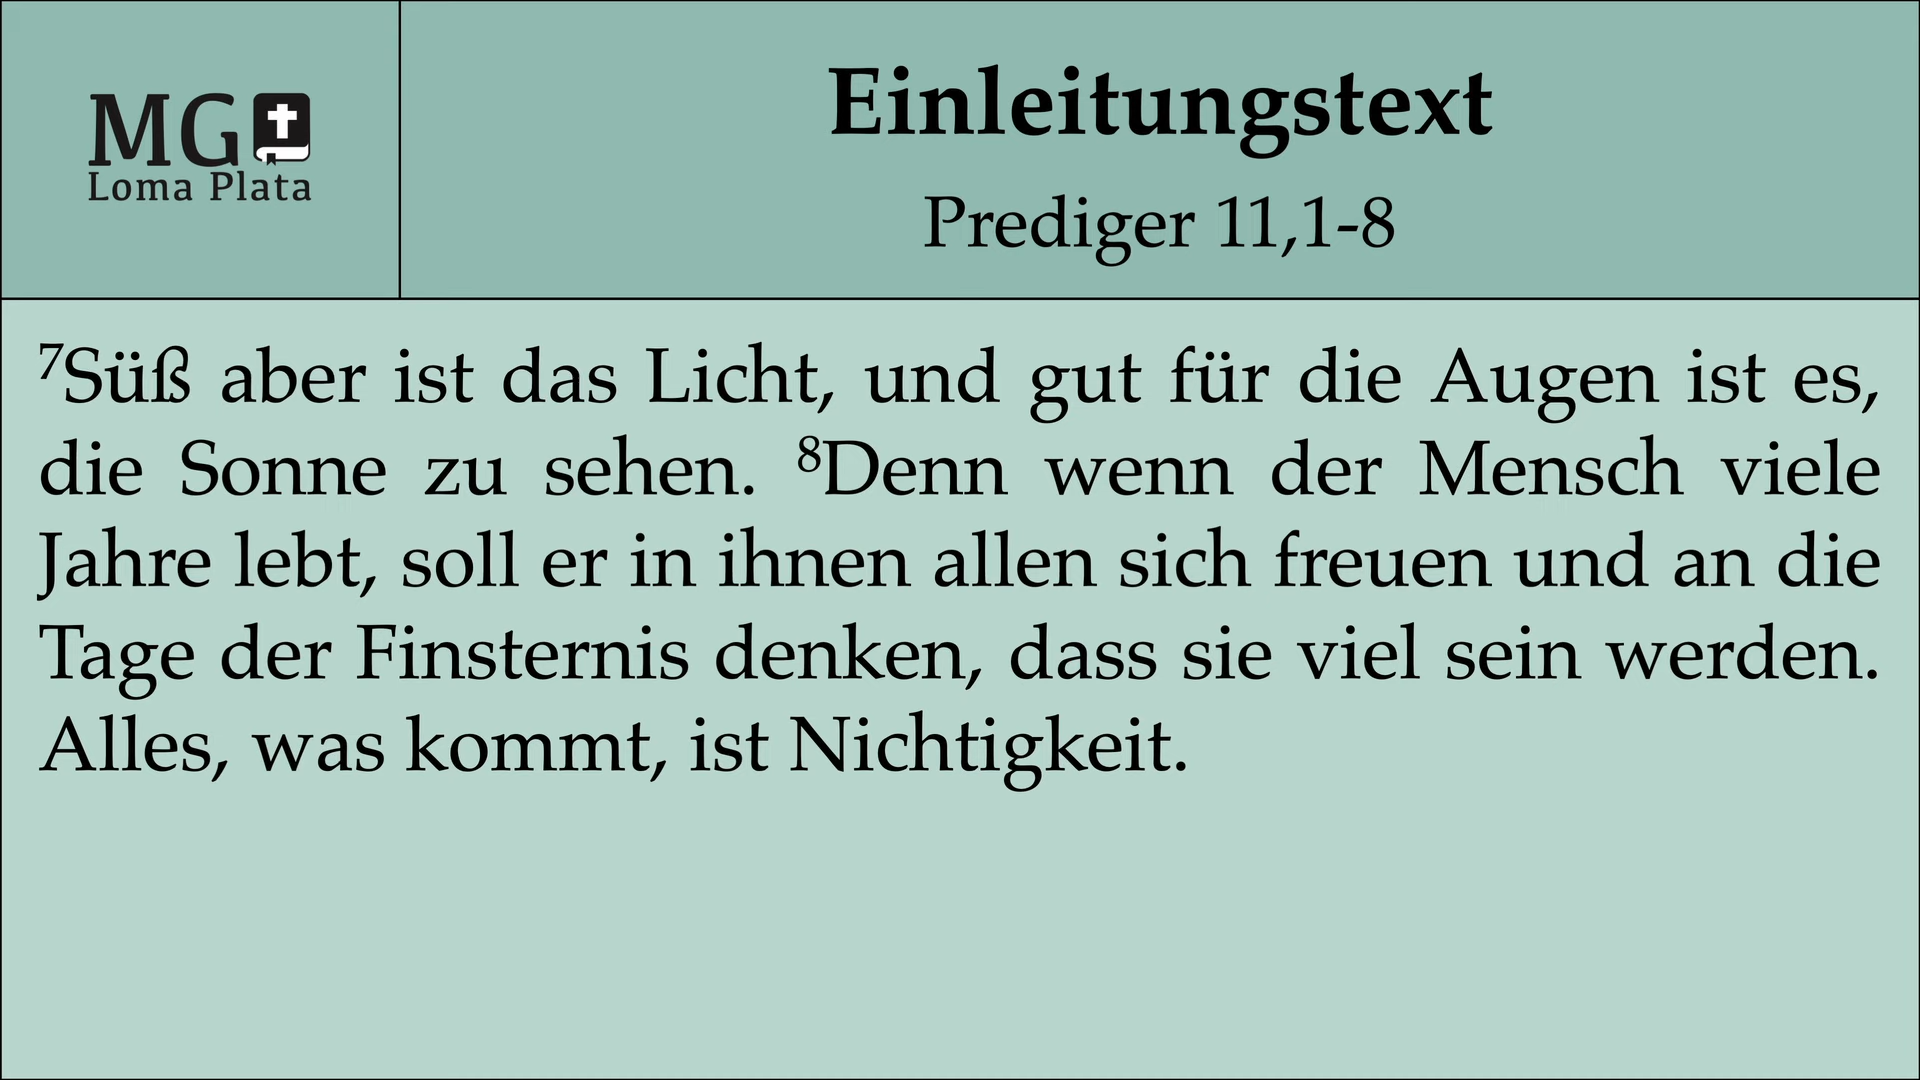 MG
Loma Plata
Einleitungstext
Prediger 11,1-8
⁷Süß aber ist das Licht, und gut für die Augen ist es,
die Sonne zu sehen. ⁸Denn wenn der Mensch viele
Jahre lebt, soll er in ihnen allen sich freuen und an die
Tage der Finsternis denken, dass sie viel sein werden.
Alles, was kommt, ist Nichtigkeit.